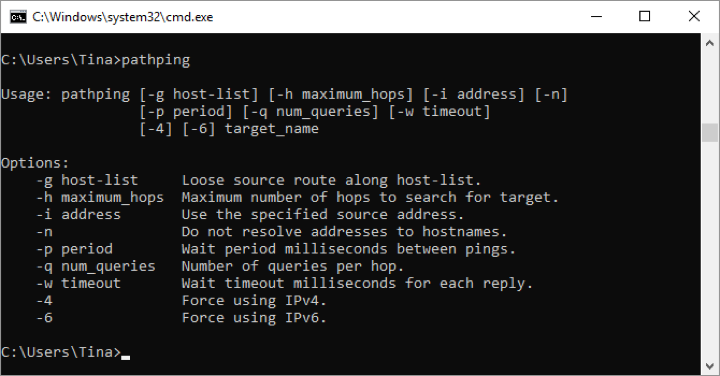 C:\Windows\system32\cmd.exe
C:\Users\Tina>pathping
Usage: pathping [-g host-list] [-h maximum_hops] [-i address] [-n]
                [-p period] [-q num_queries] [-w timeout]
                [-4] [-6] target_name
Options:
    -g host-list     Loose source route along host-list.
    -h maximum_hops  Maximum number of hops to search for target.
    -i address       Use the specified source address.
    -n               Do not resolve addresses to hostnames.
    -p period        Wait period milliseconds between pings.
    -q num_queries   Number of queries per hop.
    -w timeout       Wait timeout milliseconds for each reply.
    -4               Force using IPv4.
    -6               Force using IPv6.
C:\Users\Tina>